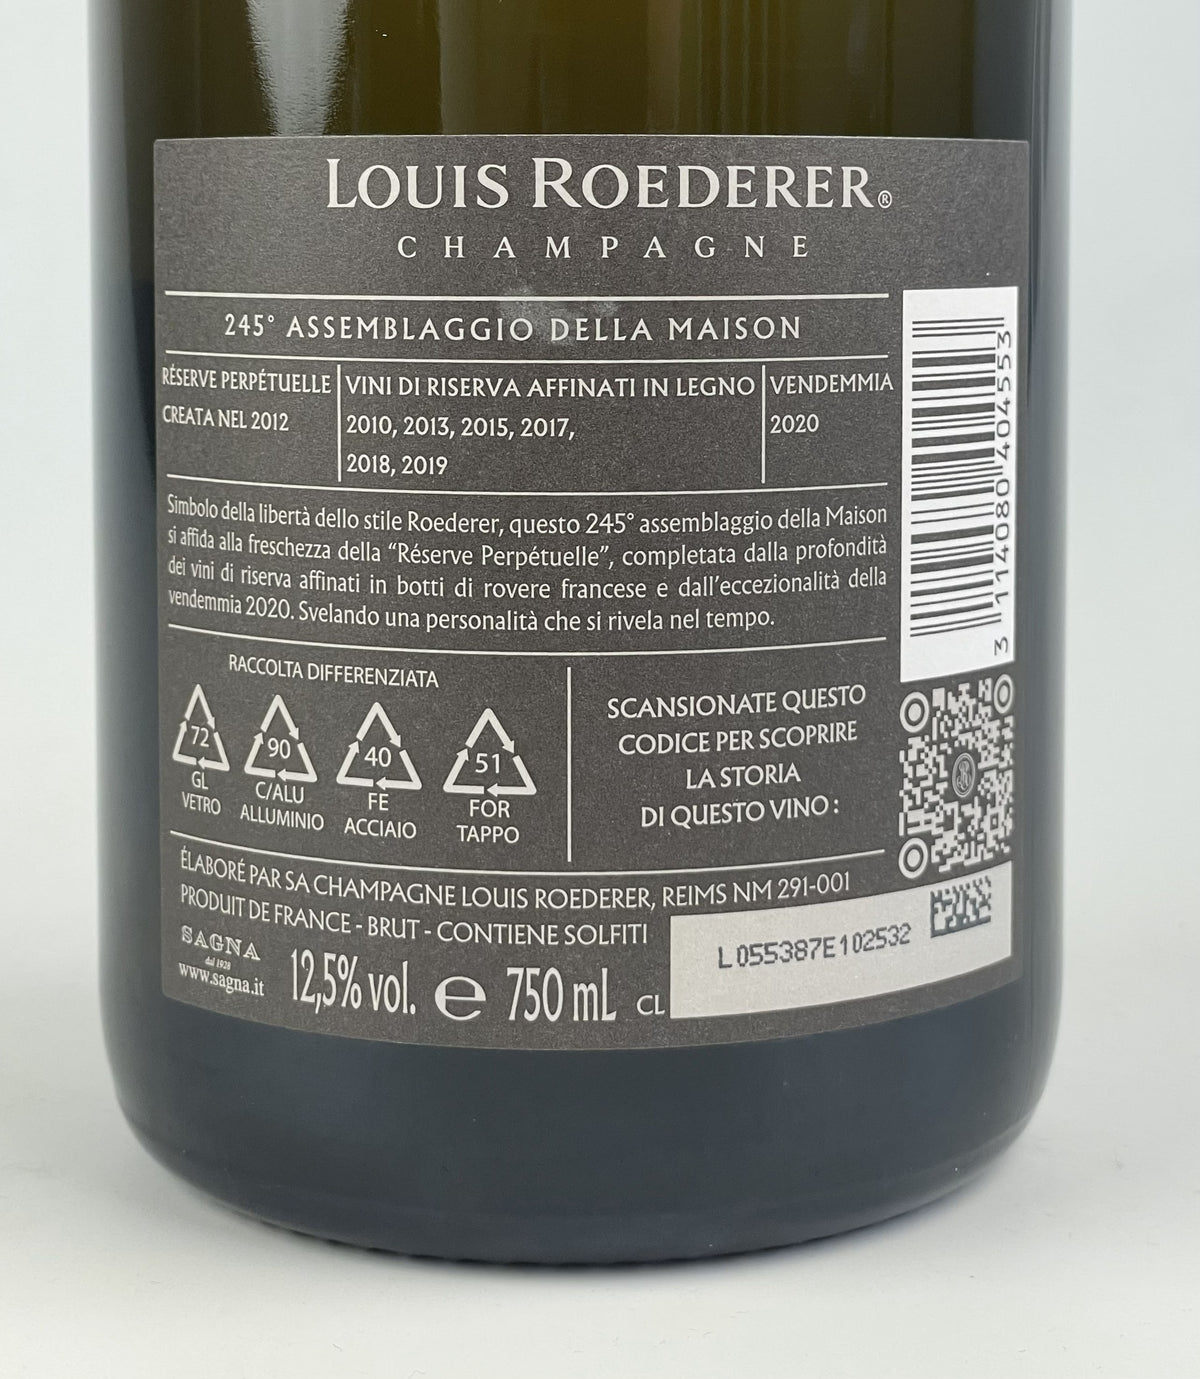 LOUIS ROEDERER®
CHAMPAGNE
245° ASSEMBLAGGIO DELLA MAISON
RÉSERVE PERPÉTUELLE
CREATA NEL 2012
VINI DI RISERVA AFFINATI IN LEGNO
2010, 2013, 2015, 2017,
2018, 2019
VENDEMMIA
2020
Simbolo della libertà dello stile Roederer, questo 245° assemblaggio della Maison
si affida alla freschezza della “Réserve Perpétuelle”, completata dalla profondità
dei vini di riserva affinati in botti di rovere francese e dall’eccezionalità della
vendemmia 2020. Svelando una personalità che si rivela nel tempo.
3 114080 404553
RACCOLTA DIFFERENZIATA
72
GL
VETRO
90
C/ALU
ALLUMINIO
40
FE
ACCIAIO
51
FOR
TAPPO
SCANSIONATE QUESTO
CODICE PER SCOPRIRE
LA STORIA
DI QUESTO VINO :
ÉLABORÉ PAR SA CHAMPAGNE LOUIS ROEDERER, REIMS NM 291-001
PRODUIT DE FRANCE - BRUT - CONTIENE SOLFITI
SAGNA
dal 1928
www.sagna.it
12,5% vol. e 750 mL CL
L055387E102532